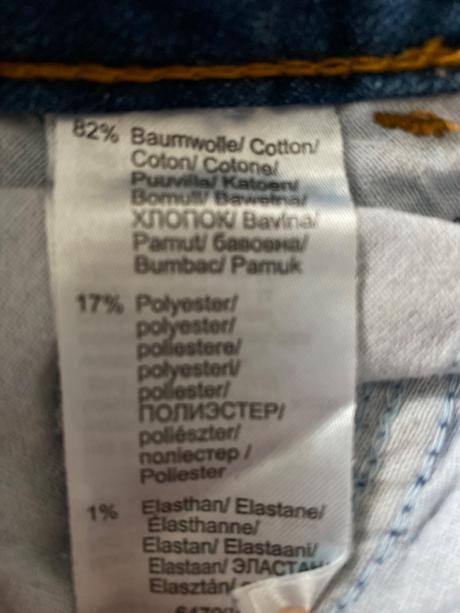 82% Baumwolle/ Cotton/
Coton/ Cotone/
Puuvilla/ Katoen/
Bomull/ Bawełna/
ХЛОПОК/ Bavlna/
Pamut/ бавовна/
Bumbac/ Pamuk
17% Polyester/
polyester/
poliestere/
polyesteri/
poliester/
ПОЛИЭСТЕР/
poliészter/
поліестер /
Poliester
1% Elasthan/ Elastane/
Élasthanne/
Elastan/ Elastaani/
Elastaan/ ЭЛАСТАН/
Elasztán/